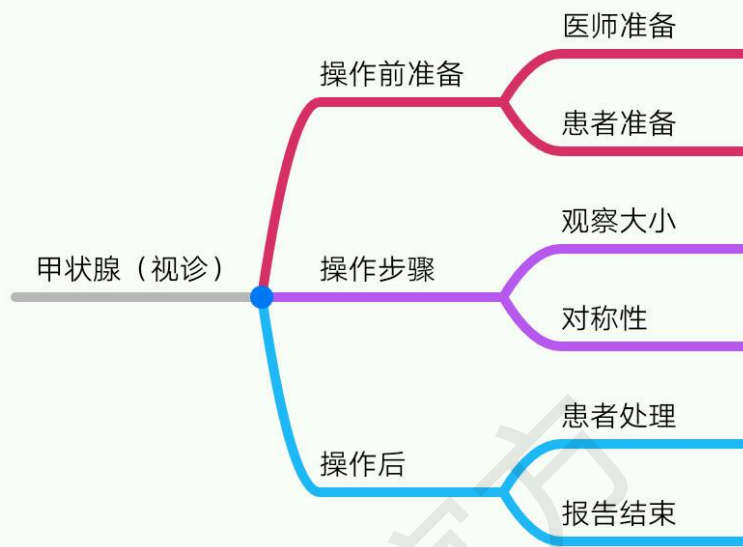 甲状腺（视诊）
操作前准备
医师准备
患者准备
操作步骤
观察大小
对称性
操作后
患者处理
报告结束